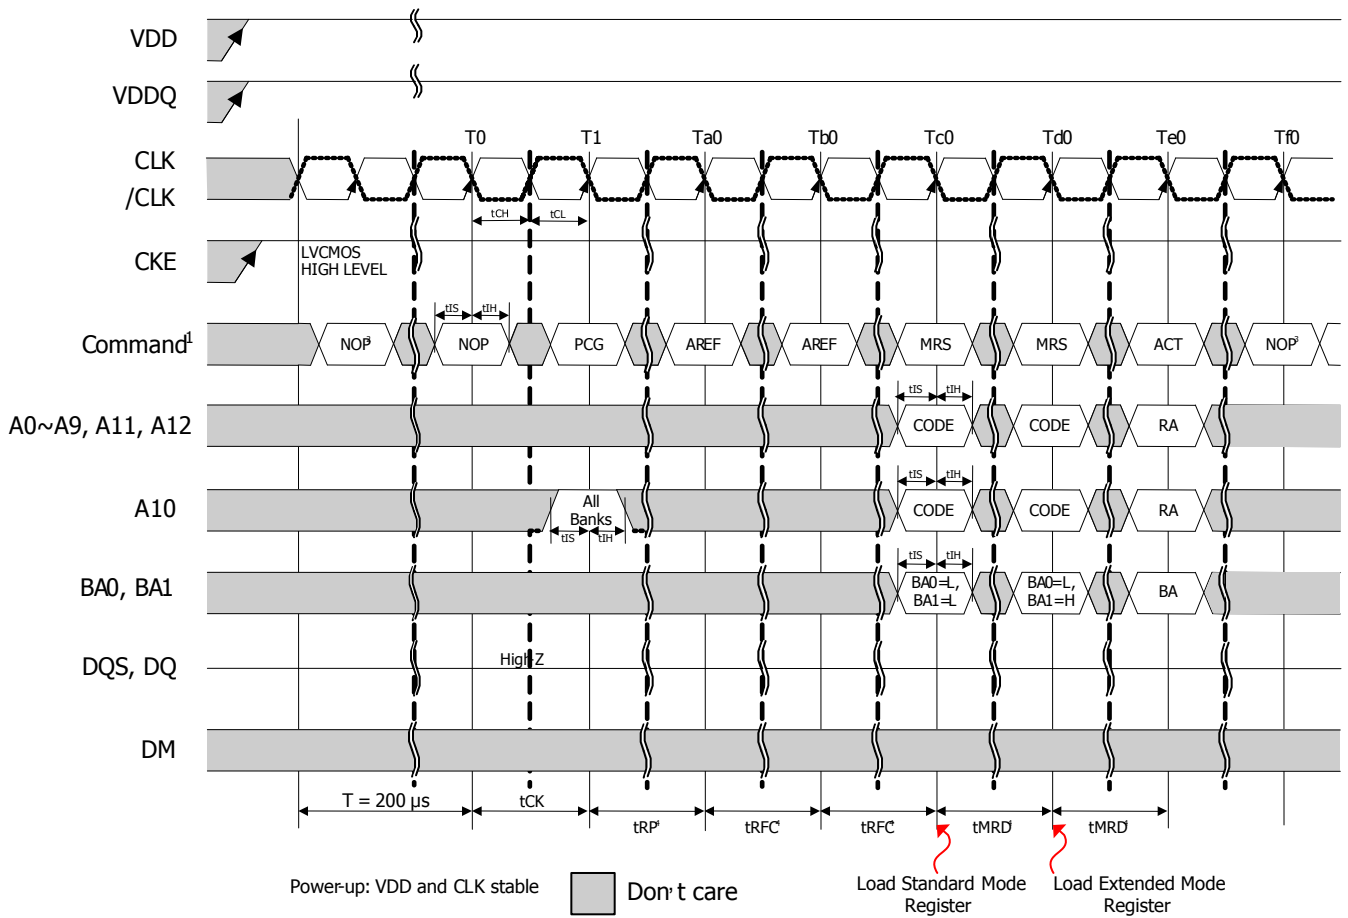 VDD
VDDQ
T0 T1 Ta0 Tb0 Tc0 Td0 Te0 Tf0
CLK
/CLK
tCH tCL
CKE
LVCMOS
HIGH LEVEL
tIS tIH
Command1 NOP3 NOP PCG AREF AREF MRS MRS ACT NOP3
tIS tIH
A0~A9, A11, A12 CODE CODE RA
tIS tIH
A10 All
Banks CODE CODE RA
tIS tIH
tIS tIH
BA0, BA1 BA0=L,
BA1=L BA0=L,
BA1=H BA
High-Z
DQS, DQ
DM
T = 200 µs tCK
tRP4 tRFC4 tRFC4 tMRD4 tMRD4
Power-up: VDD and CLK stable
Don't care
Load Standard Mode
Register
Load Extended Mode
Register